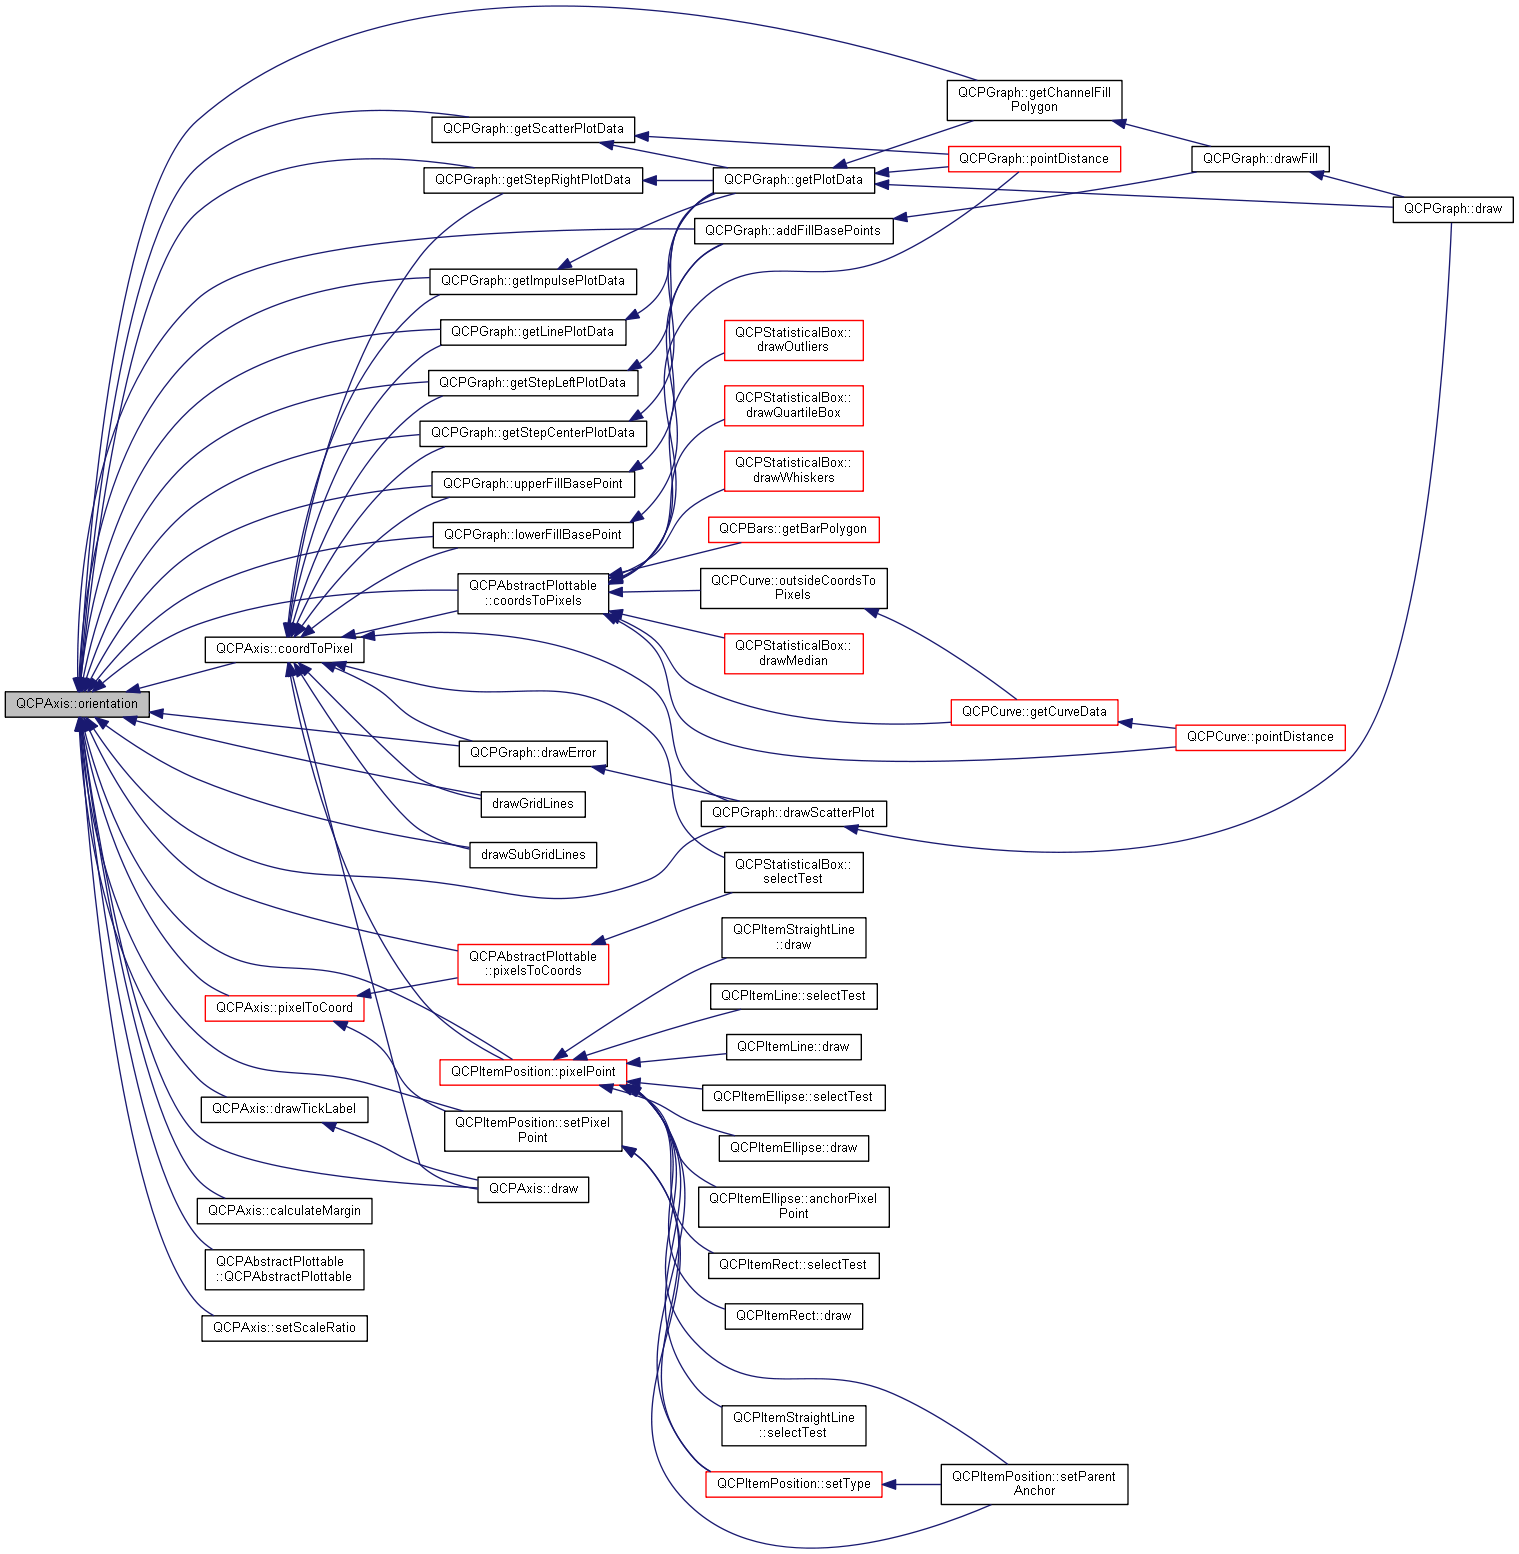 QCPGraph::getChannelFill
Polygon
QCPGraph::getScatterPlotData
QCPGraph::pointDistance
QCPGraph::drawFill
QCPGraph::getStepRightPlotData
QCPGraph::getPlotData
QCPGraph::draw
QCPGraph::addFillBasePoints
QCPGraph::getImpulsePlotData
QCPGraph::getLinePlotData
QCPStatisticalBox::
drawOutliers
QCPGraph::getStepLeftPlotData
QCPStatisticalBox::
drawQuartileBox
QCPGraph::getStepCenterPlotData
QCPStatisticalBox::
drawWhiskers
QCPGraph::upperFillBasePoint
QCPBars::getBarPolygon
QCPGraph::lowerFillBasePoint
QCPAbstractPlottable
::coordsToPixels
QCPCurve::outsideCoordsTo
Pixels
QCPAxis::coordToPixel
QCPStatisticalBox::
drawMedian
QCPAxis::orientation
QCPCurve::getCurveData
QCPCurve::pointDistance
QCPGraph::drawError
drawGridLines
QCPGraph::drawScatterPlot
drawSubGridLines
QCPStatisticalBox::
selectTest
QCPItemStraightLine
::draw
QCPAbstractPlottable
::pixelsToCoords
QCPItemLine::selectTest
QCPAxis::pixelToCoord
QCPItemLine::draw
QCPItemPosition::pixelPoint
QCPItemEllipse::selectTest
QCPAxis::drawTickLabel
QCPItemPosition::setPixel
Point
QCPItemEllipse::draw
QCPAxis::draw
QCPItemEllipse::anchorPixel
Point
QCPAxis::calculateMargin
QCPAbstractPlottable
::QCPAbstractPlottable
QCPItemRect::selectTest
QCPItemRect::draw
QCPAxis::setScaleRatio
QCPItemStraightLine
::selectTest
QCPItemPosition::setType
QCPItemPosition::setParent
Anchor